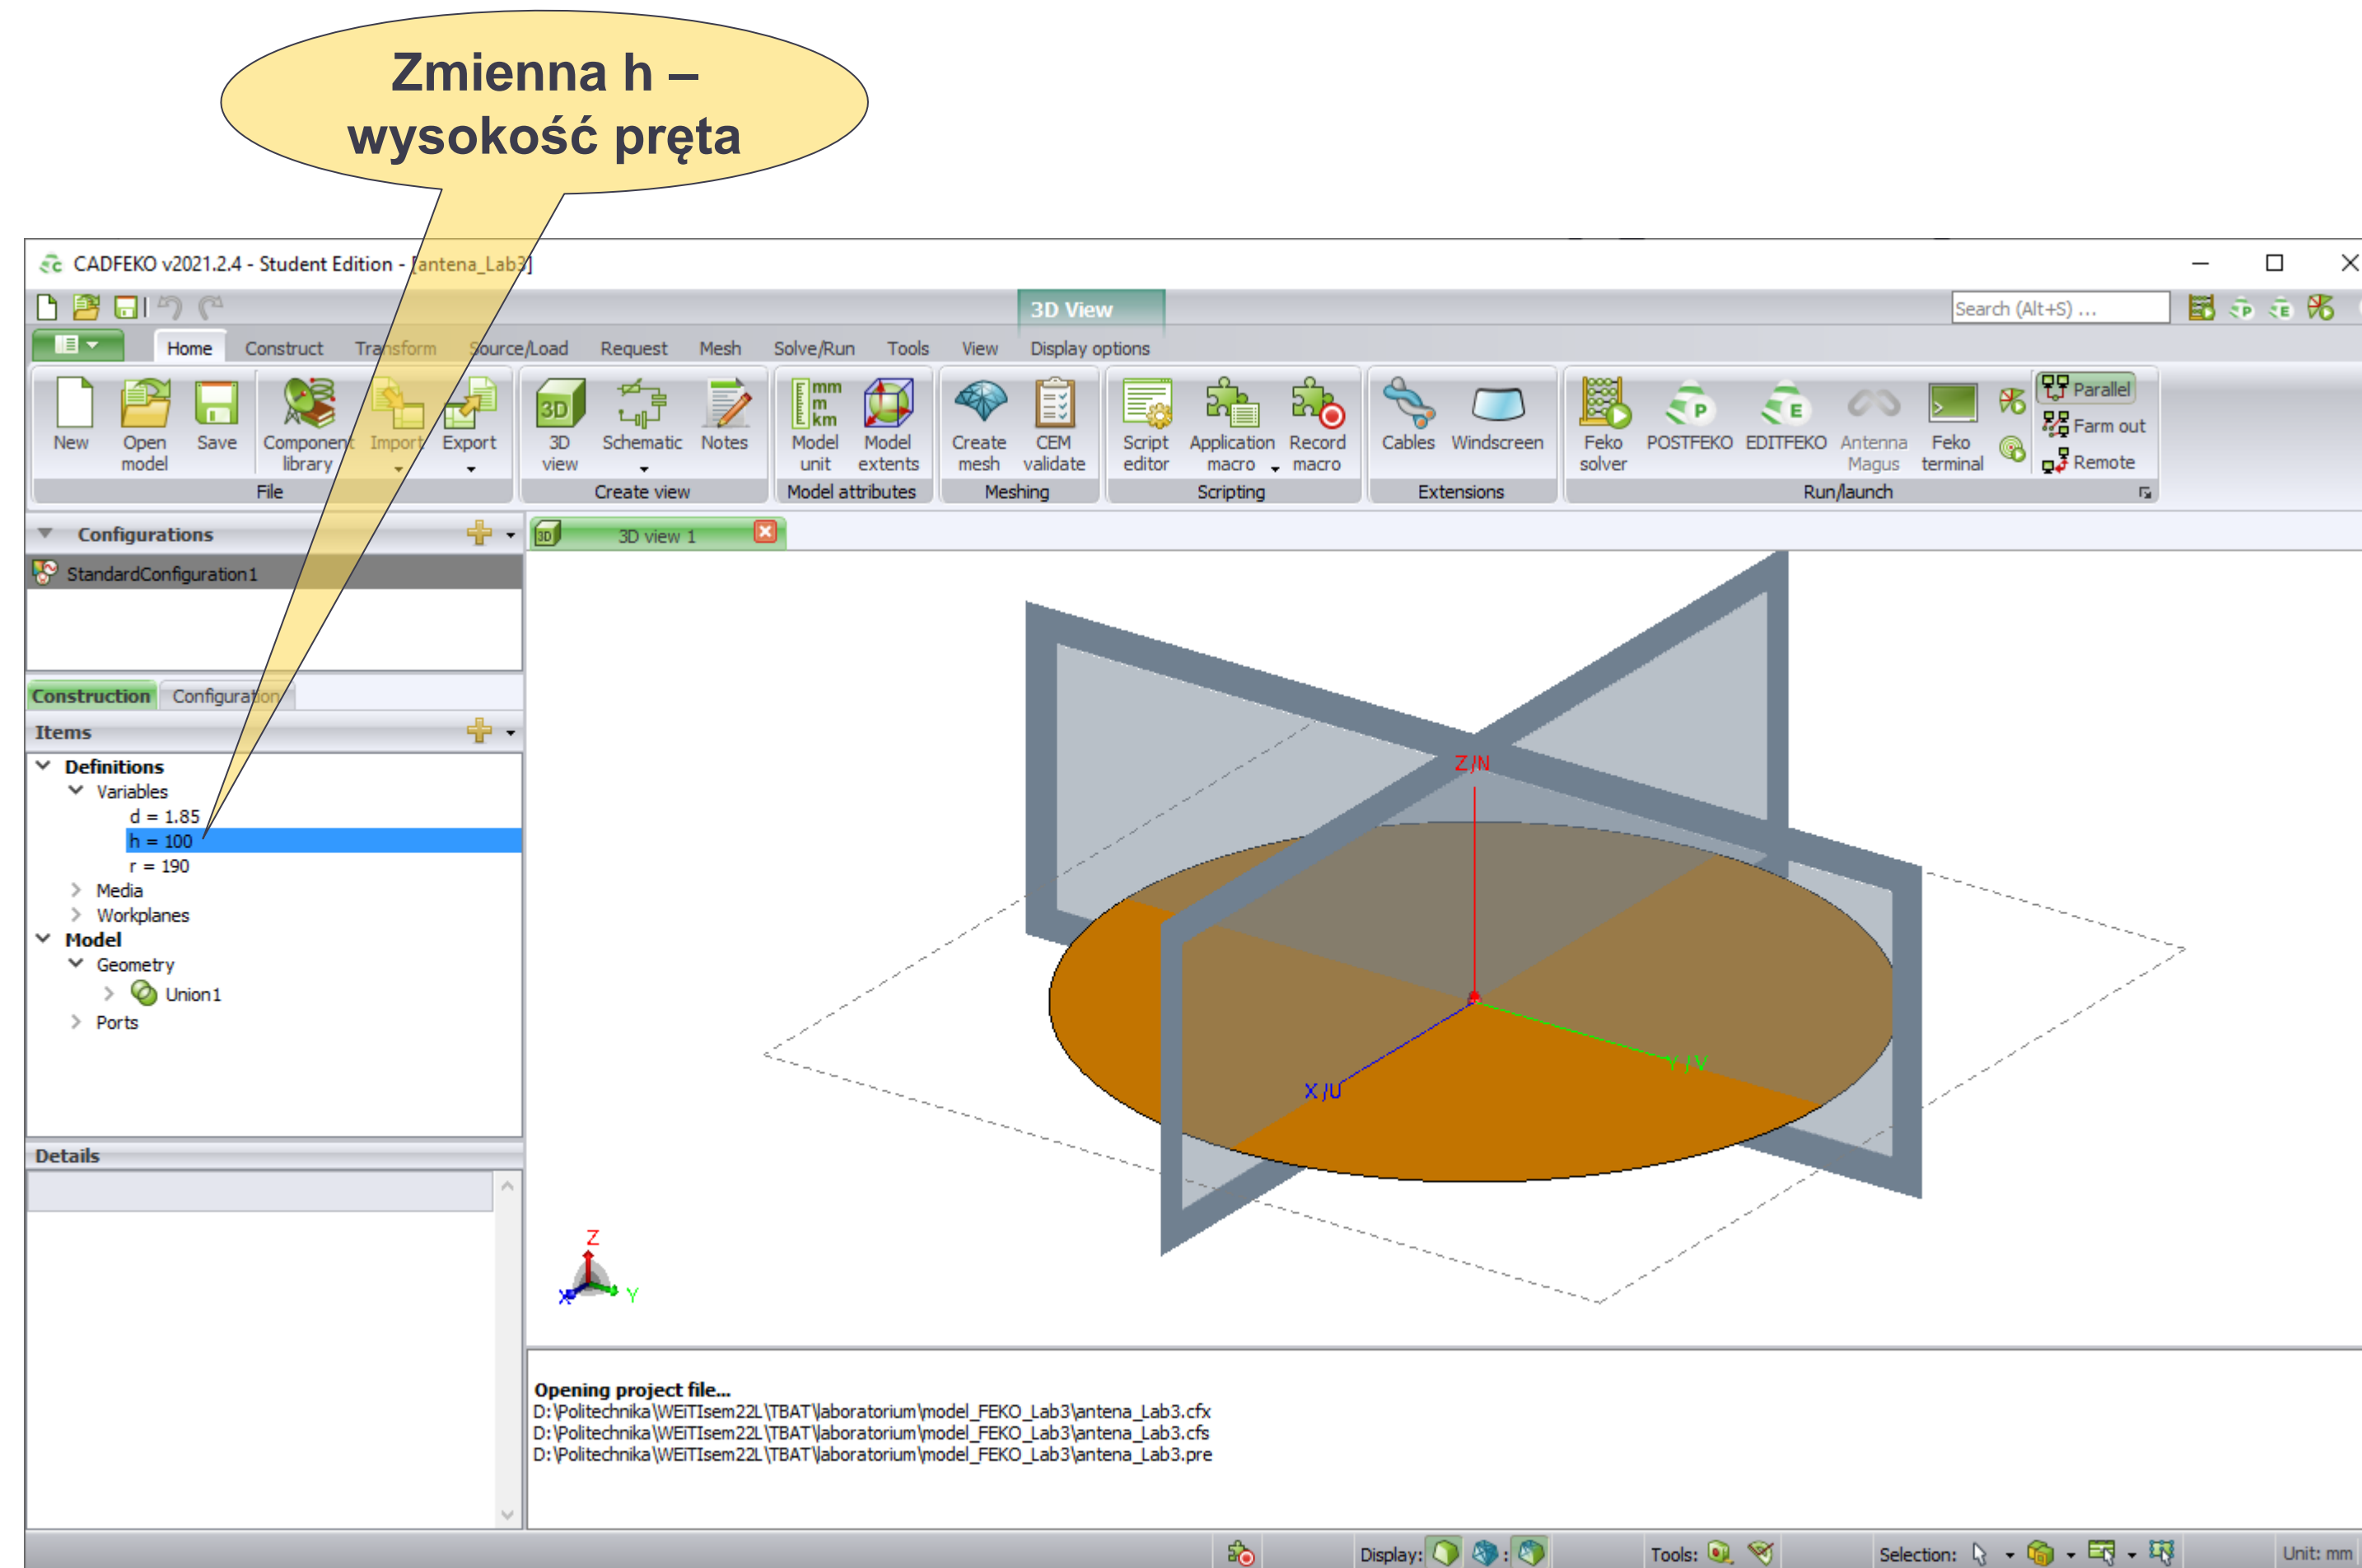 Zmienna h –
wysokość pręta
CADFEKO v2021.2.4 - Student Edition - [antena_Lab3]
3D View
Search (Alt+S) ...
Home Construct Transform Source/Load Request Mesh Solve/Run Tools View Display options
New
Open model
Save
Component library
Import
Export
3D view
Schematic
Notes
Model unit
Model extents
Create mesh
CEM validate
Script editor
Application macro
Record macro
Cables
Windscreen
Feko solver
POSTFEKO
EDITFEKO
Antenna Magus
Feko terminal
Parallel
Farm out
Remote
File Create view Model attributes Meshing Scripting Extensions Run/launch
Configurations
3D view 1
StandardConfiguration1
Construction Configuration
Items
Definitions
Variables
d = 1.85
h = 100
r = 190
Media
Workplanes
Model
Geometry
Union1
Ports
Details
Z /N
X /U
Y /V
Z
X
Y
Opening project file...
D:\Politechnika\WEiTIsem22L\TBAT\laboratorium\model_FEKO_Lab3\antena_Lab3.cfx
D:\Politechnika\WEiTIsem22L\TBAT\laboratorium\model_FEKO_Lab3\antena_Lab3.cfs
D:\Politechnika\WEiTIsem22L\TBAT\laboratorium\model_FEKO_Lab3\antena_Lab3.pre
Display: Tools: Selection: Unit: mm